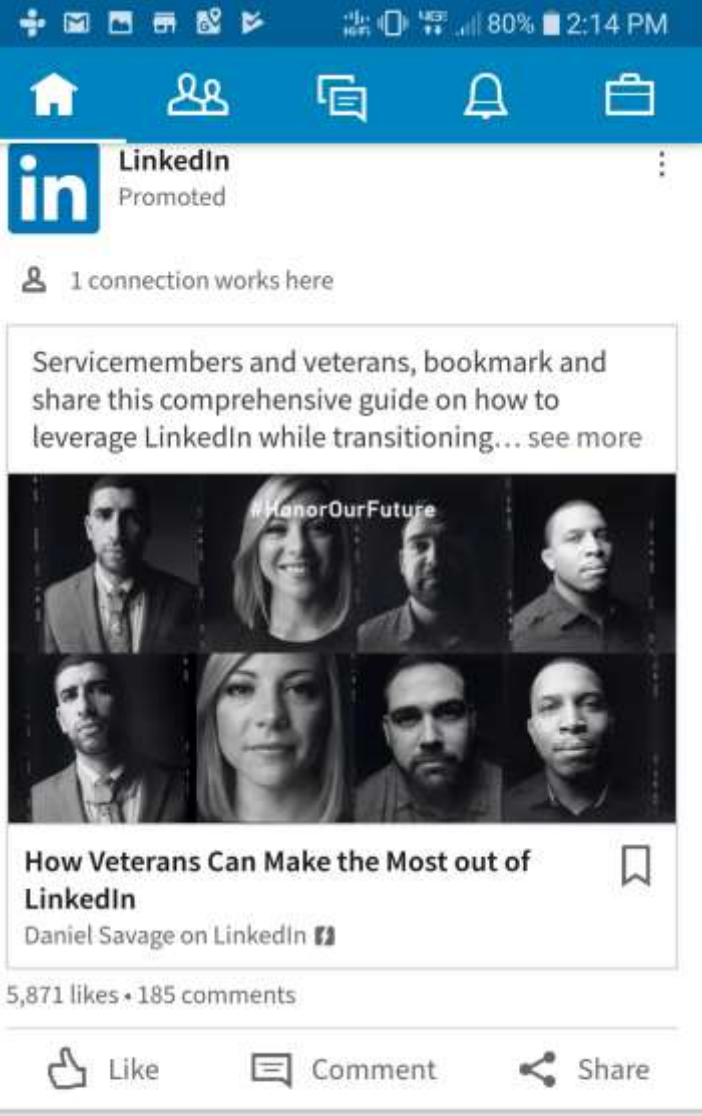 80% 2:14 PM
in
LinkedIn
Promoted
1 connection works here
Servicemembers and veterans, bookmark and
share this comprehensive guide on how to
leverage LinkedIn while transitioning... see more
#HonorOurFuture
How Veterans Can Make the Most out of
LinkedIn
Daniel Savage on LinkedIn
5,871 likes • 185 comments
Like Comment Share